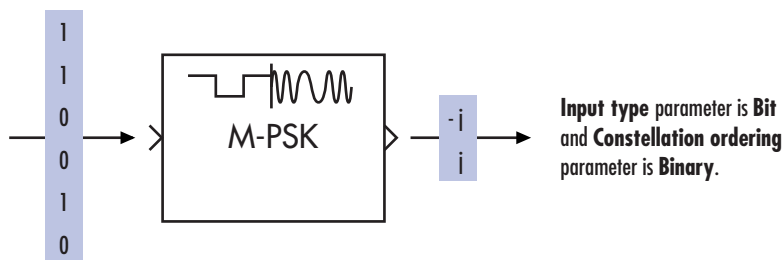 1
1
0
0
1
0
M-PSK
-j
j
Input type parameter is Bit
and Constellation ordering
parameter is Binary.